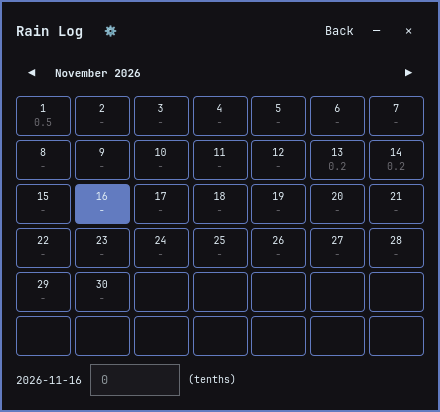 Rain Log ⚙ Back — ×
◀ November 2026 ▶
1 2 3 4 5 6 7
0.5 - - - - - -
8 9 10 11 12 13 14
- - - - - 0.2 0.2
15 16 17 18 19 20 21
- - - - - - -
22 23 24 25 26 27 28
- - - - - - -
29 30
- -
2026-11-16 0 (tenths)